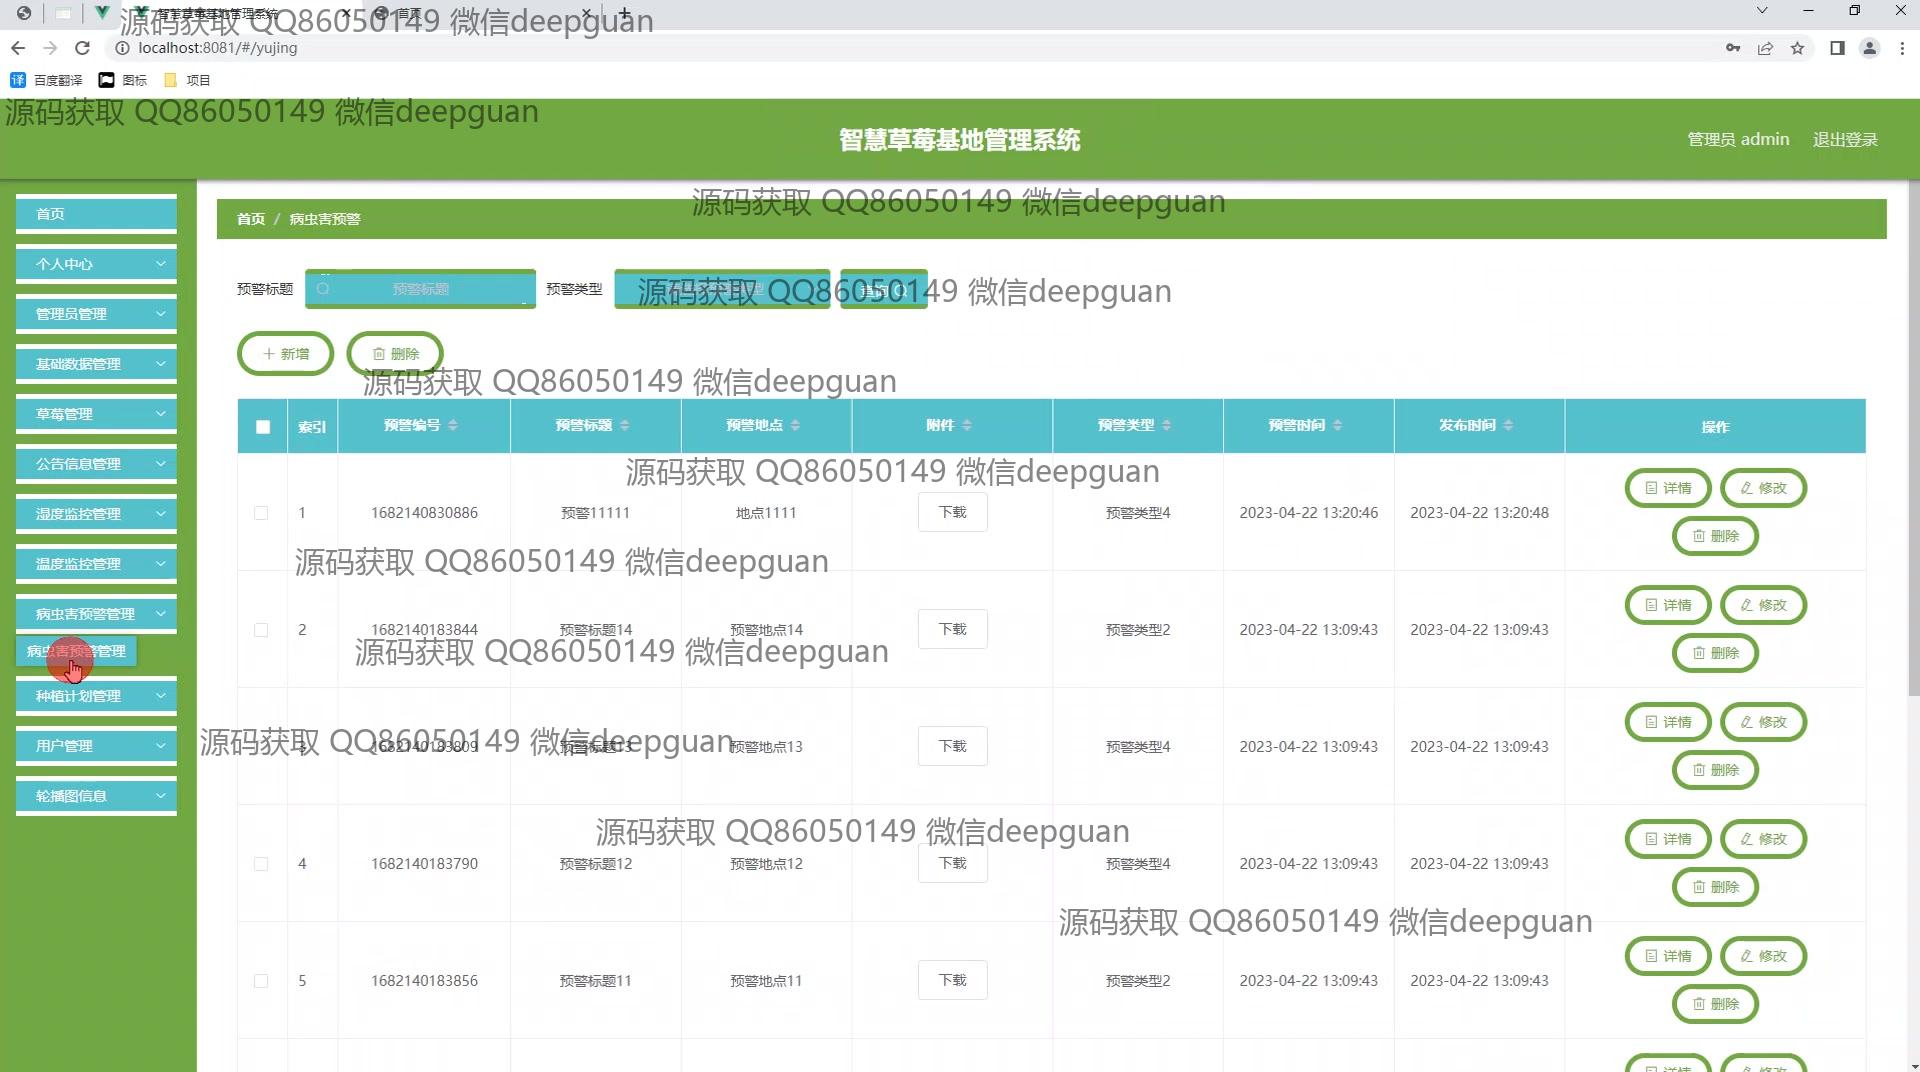 智慧草莓基地管理系统
首页
源码获取 QQ86050149 微信deepguan
localhost:8081/#/yujing
译 百度翻译 图标 项目
源码获取 QQ86050149 微信deepguan
智慧草莓基地管理系统
管理员 admin 退出登录
源码获取 QQ86050149 微信deepguan
首页 / 病虫害预警
首页
个人中心
管理员管理
基础数据管理
草莓管理
公告信息管理
湿度监控管理
温度监控管理
病虫害预警管理
病虫害预警管理
种植计划管理
用户管理
轮播图信息
预警标题 预警标题 预警类型 查询
源码获取 QQ86050149 微信deepguan
新增 删除
源码获取 QQ86050149 微信deepguan
索引 预警编号 预警标题 预警地点 附件 预警类型 预警时间 发布时间 操作
源码获取 QQ86050149 微信deepguan
1 1682140830886 预警11111 地点1111 下载 预警类型4 2023-04-22 13:20:46 2023-04-22 13:20:48 详情 修改
删除
源码获取 QQ86050149 微信deepguan
2 1682140183844 预警标题14 预警地点14 下载 预警类型2 2023-04-22 13:09:43 2023-04-22 13:09:43 详情 修改
删除
源码获取 QQ86050149 微信deepguan
3 1682140183809 预警标题13 预警地点13 下载 预警类型4 2023-04-22 13:09:43 2023-04-22 13:09:43 详情 修改
删除
源码获取 QQ86050149 微信deepguan
源码获取 QQ86050149 微信deepguan
4 1682140183790 预警标题12 预警地点12 下载 预警类型4 2023-04-22 13:09:43 2023-04-22 13:09:43 详情 修改
删除
源码获取 QQ86050149 微信deepguan
5 1682140183856 预警标题11 预警地点11 下载 预警类型2 2023-04-22 13:09:43 2023-04-22 13:09:43 详情 修改
删除
详情 修改